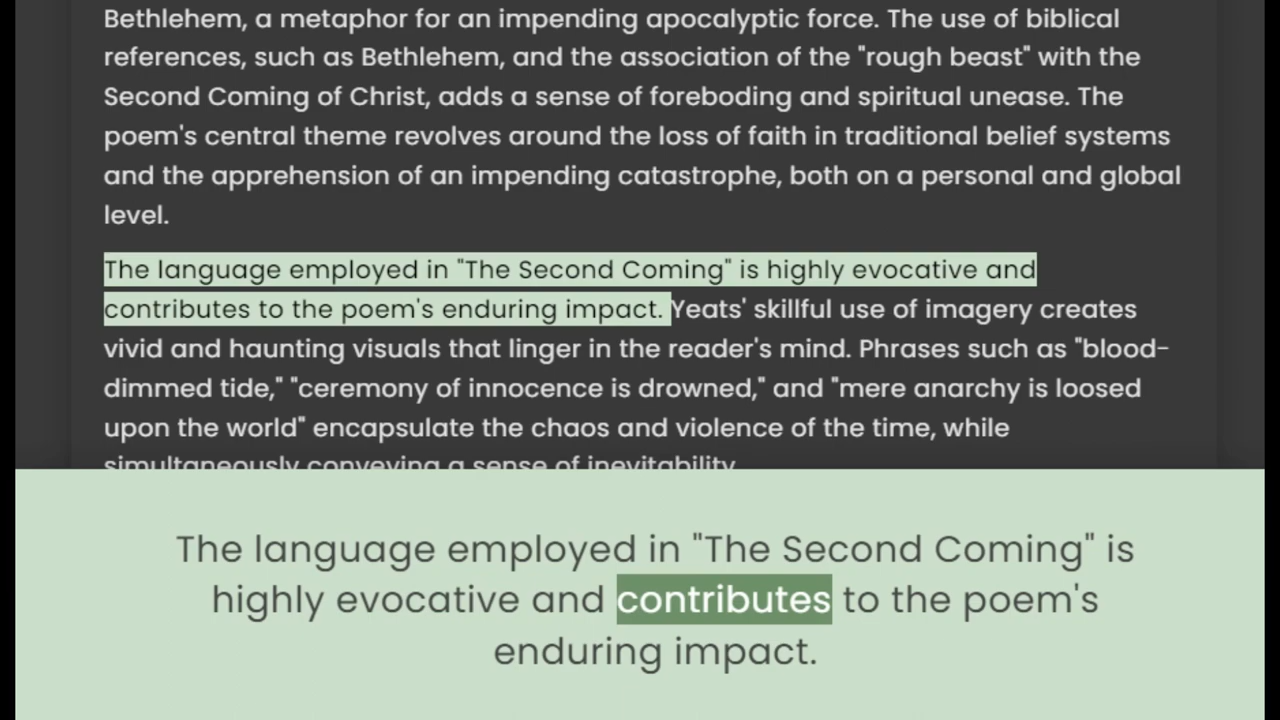 Bethlehem, a metaphor for an impending apocalyptic force. The use of biblical
references, such as Bethlehem, and the association of the "rough beast" with the
Second Coming of Christ, adds a sense of foreboding and spiritual unease. The
poem's central theme revolves around the loss of faith in traditional belief systems
and the apprehension of an impending catastrophe, both on a personal and global
level.
The language employed in "The Second Coming" is highly evocative and
contributes to the poem's enduring impact. Yeats' skillful use of imagery creates
vivid and haunting visuals that linger in the reader's mind. Phrases such as "blood-
dimmed tide," "ceremony of innocence is drowned," and "mere anarchy is loosed
upon the world" encapsulate the chaos and violence of the time, while
simultaneously conveying a sense of inevitability.
The language employed in "The Second Coming" is
highly evocative and contributes to the poem's
enduring impact.